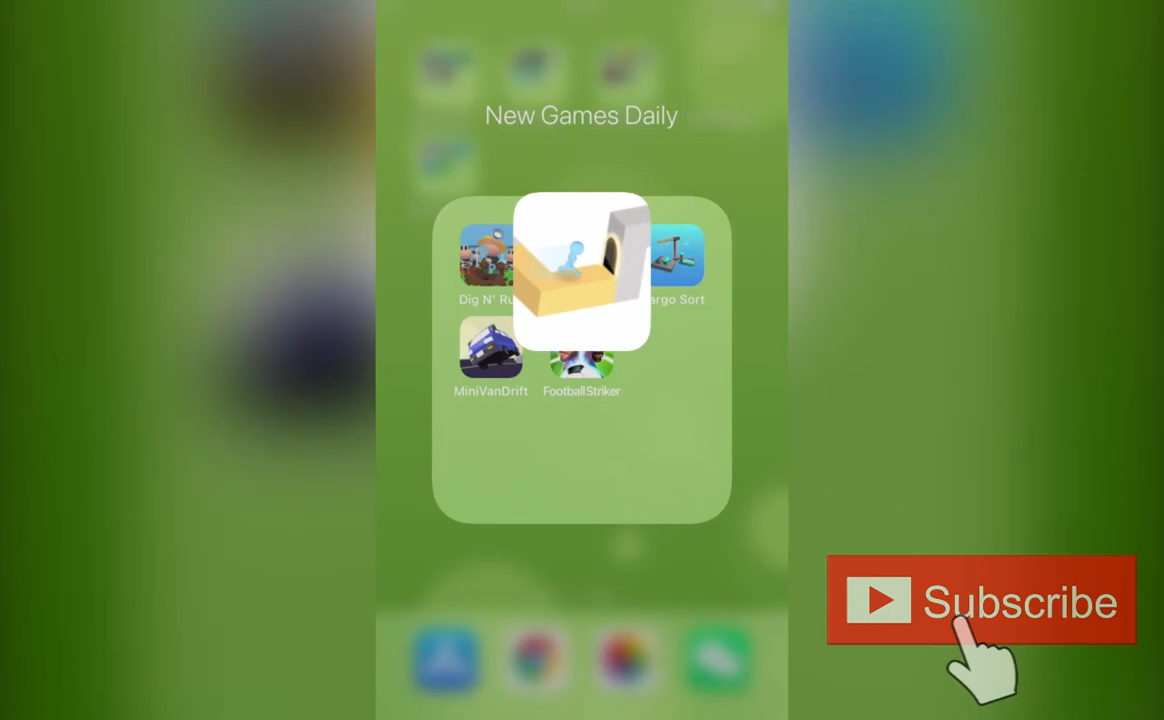 New Games Daily
Dig N' Ru
argo Sort
MiniVanDrift
FootballStriker
Subscribe